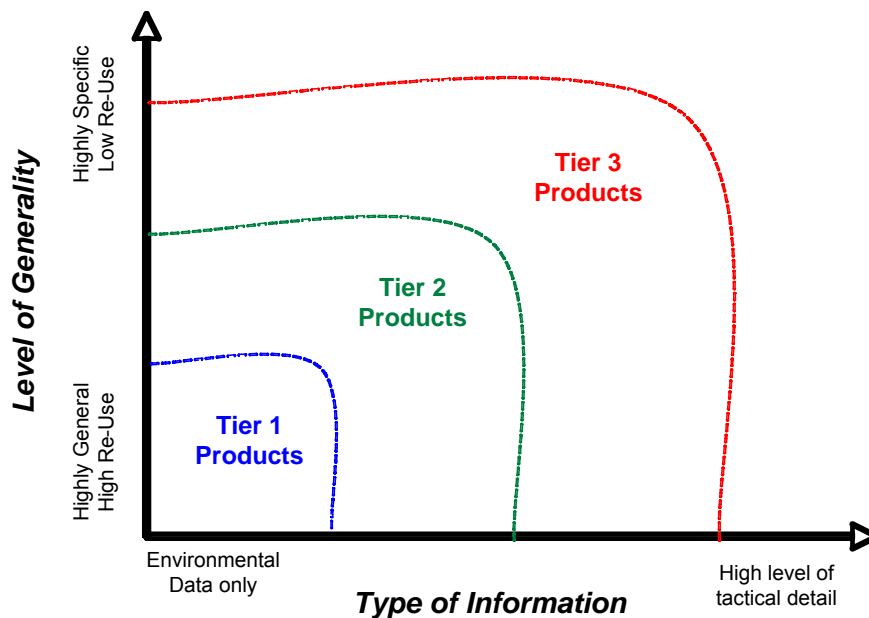 Level of Generality
Highly Specific
Low Re-Use
Highly General
High Re-Use
Tier 3
Products
Tier 2
Products
Tier 1
Products
Environmental
Data only
Type of Information
High level of
tactical detail